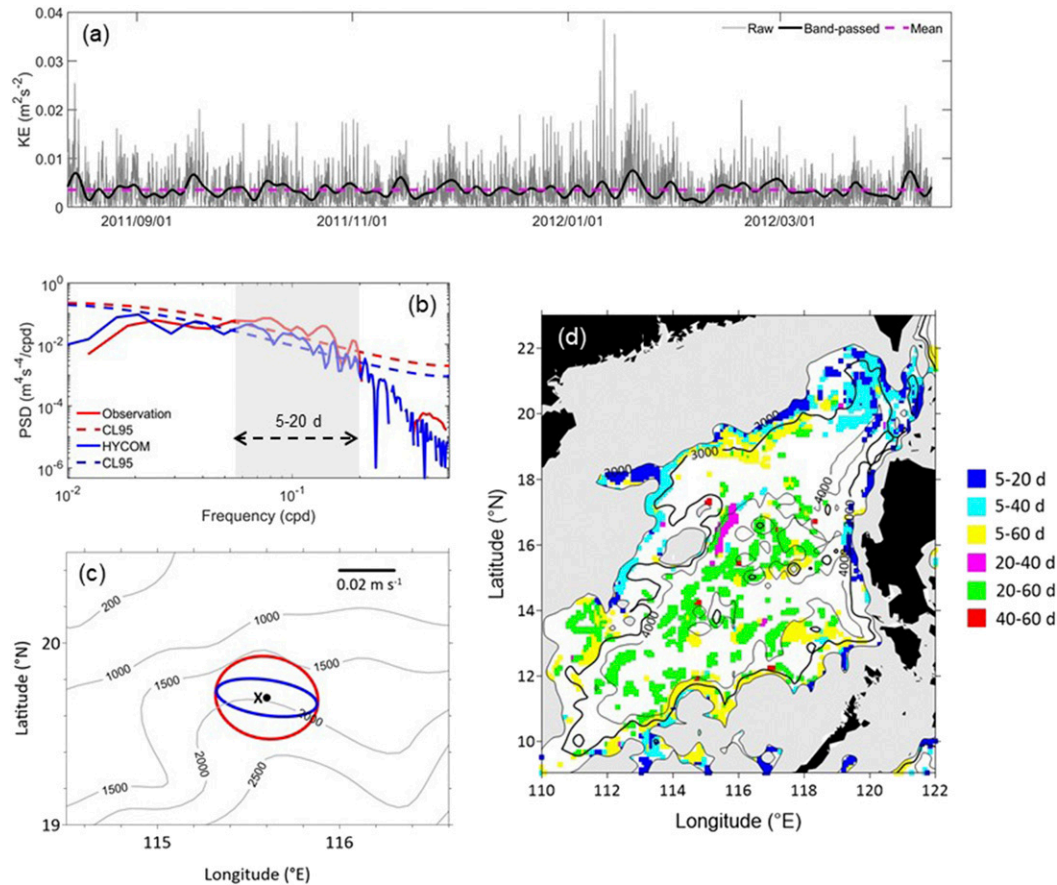 (a)
Raw Band-passed Mean
KE (m²s⁻²)
0.04
0.03
0.02
0.01
0
2011/09/01 2011/11/01 2012/01/01 2012/03/01
(b)
PSD (m⁴s⁻⁴/cpd)
10⁰
10⁻²
10⁻⁴
10⁻⁶
Observation
CL95
HYCOM
CL95
5-20 d
10⁻² 10⁻¹
Frequency (cpd)
(c)
0.02 m s⁻¹
Latitude (°N)
20
19
200
1000
1000
1500
1500
1500
2000
2000
2500
X
115 116
Longitude (°E)
(d)
Latitude (°N)
22
20
18
16
14
12
10
3000
3000
3000
4000
4000
4000
4000
110 112 114 116 118 120 122
Longitude (°E)
5-20 d
5-40 d
5-60 d
20-40 d
20-60 d
40-60 d